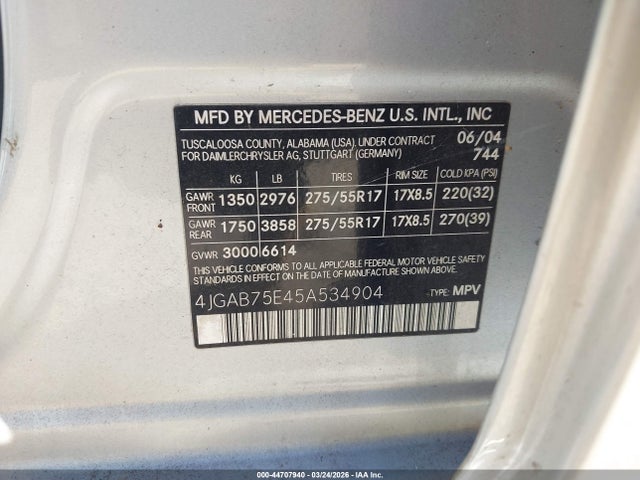 MFD BY MERCEDES-BENZ U.S. INTL., INC
TUSCALOOSA COUNTY, ALABAMA (USA), UNDER CONTRACT 06/04
FOR DAIMLERCHRYSLER AG, STUTTGART (GERMANY) 744
KG LB TIRES RIM SIZE COLD KPA (PSI)
GAWR FRONT 1350 2976 275/55R17 17X8.5 220(32)
GAWR REAR 1750 3858 275/55R17 17X8.5 270(39)
GVWR 3000 6614
THIS VEHICLE CONFORMS TO ALL APPLICABLE FEDERAL MOTOR VEHICLE SAFETY
STANDARDS IN EFFECT ON THE DATE OF MANUFACTURE SHOWN ABOVE.
4JGAB75E45A534904 TYPE: MPV
000-44707940 - 03/24/2026 - IAA INC.